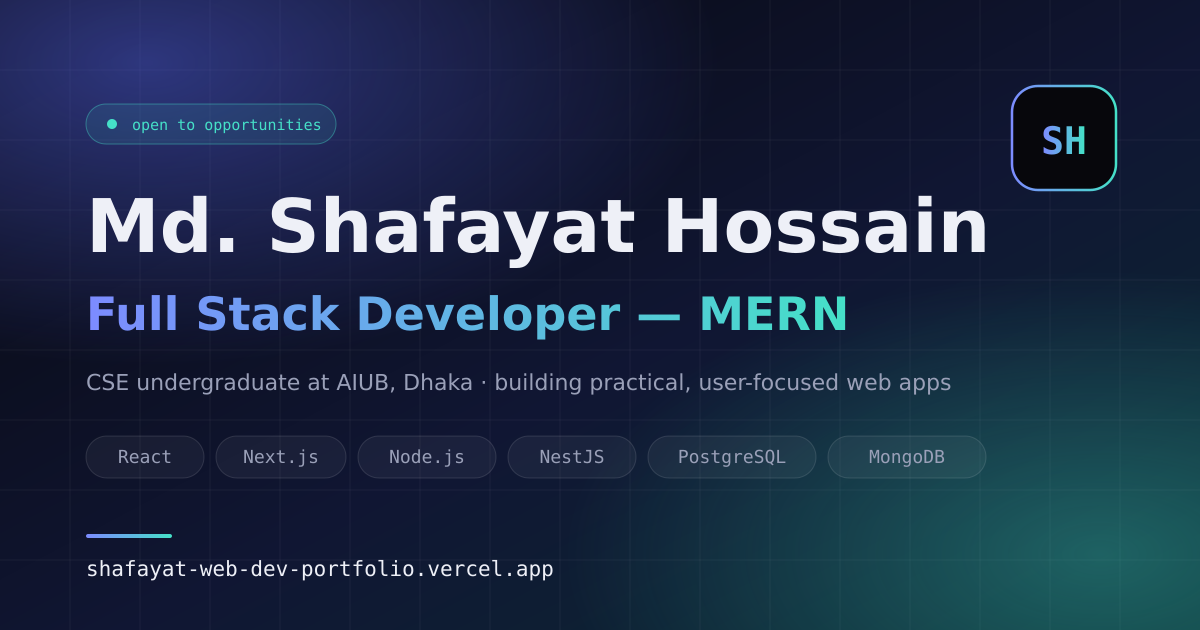 open to opportunities
SH
Md. Shafayat Hossain
Full Stack Developer — MERN
CSE undergraduate at AIUB, Dhaka · building practical, user-focused web apps
React Next.js Node.js NestJS PostgreSQL MongoDB
shafayat-web-dev-portfolio.vercel.app